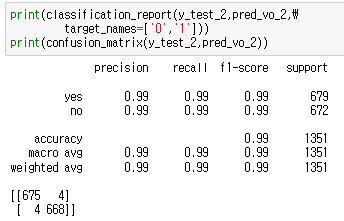 print(classification_report(y_test_2,pred_vo_2,₩
target_names=['0','1']))
print(confusion_matrix(y_test_2,pred_vo_2))
precision recall f1-score support
yes 0.99 0.99 0.99 679
no 0.99 0.99 0.99 672
accuracy 0.99 1351
macro avg 0.99 0.99 0.99 1351
weighted avg 0.99 0.99 0.99 1351
[[675 4]
[ 4 668]]